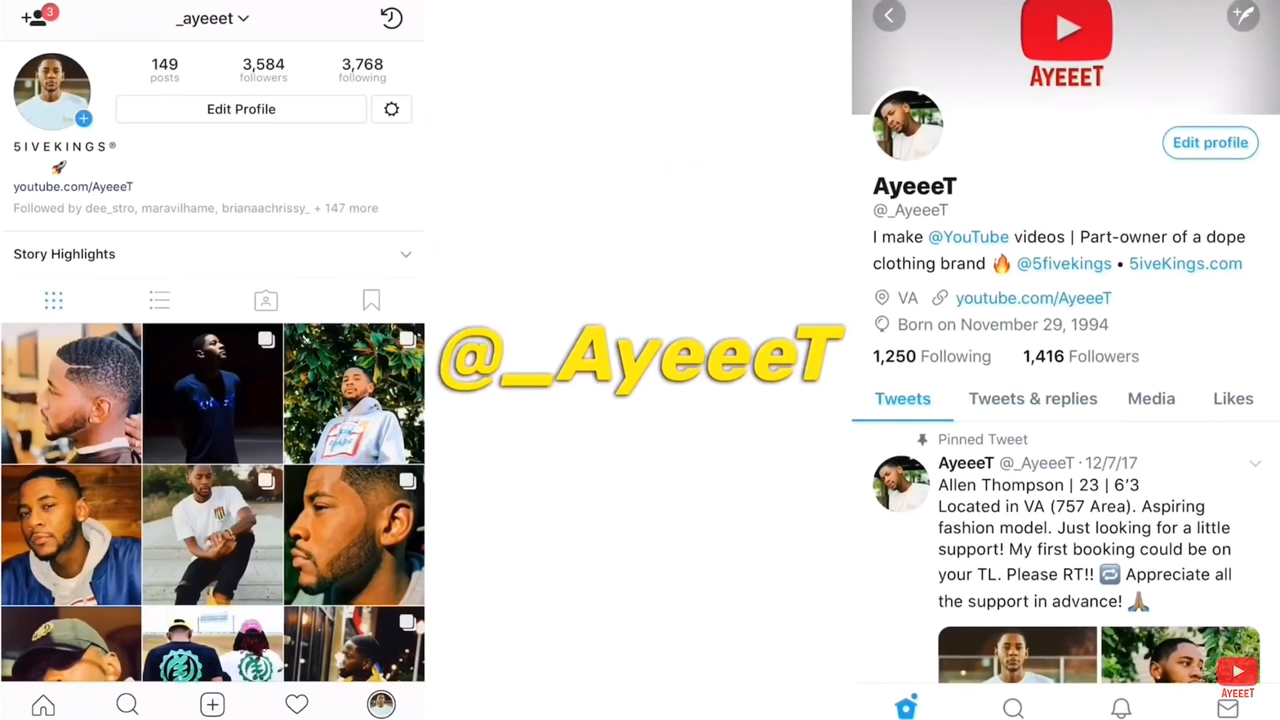 3
_ayeeet
149
posts
3,584
followers
3,768
following
Edit Profile
5IVEKINGS®
🚀
youtube.com/AyeeeT
Followed by dee_stro, maravilhame, brianaachrissy_ + 147 more
Story Highlights
@_AyeeeT
AYEEET
Edit profile
AyeeeT
@_AyeeeT
I make @YouTube videos | Part-owner of a dope
clothing brand 🔥 @5fivekings • 5iveKings.com
VA youtube.com/AyeeeT
Born on November 29, 1994
1,250 Following 1,416 Followers
Tweets Tweets & replies Media Likes
Pinned Tweet
AyeeeT @_AyeeeT · 12/7/17
Allen Thompson | 23 | 6’3
Located in VA (757 Area). Aspiring
fashion model. Just looking for a little
support! My first booking could be on
your TL. Please RT!! 🔁 Appreciate all
the support in advance! 🙏🏽
AYEEET